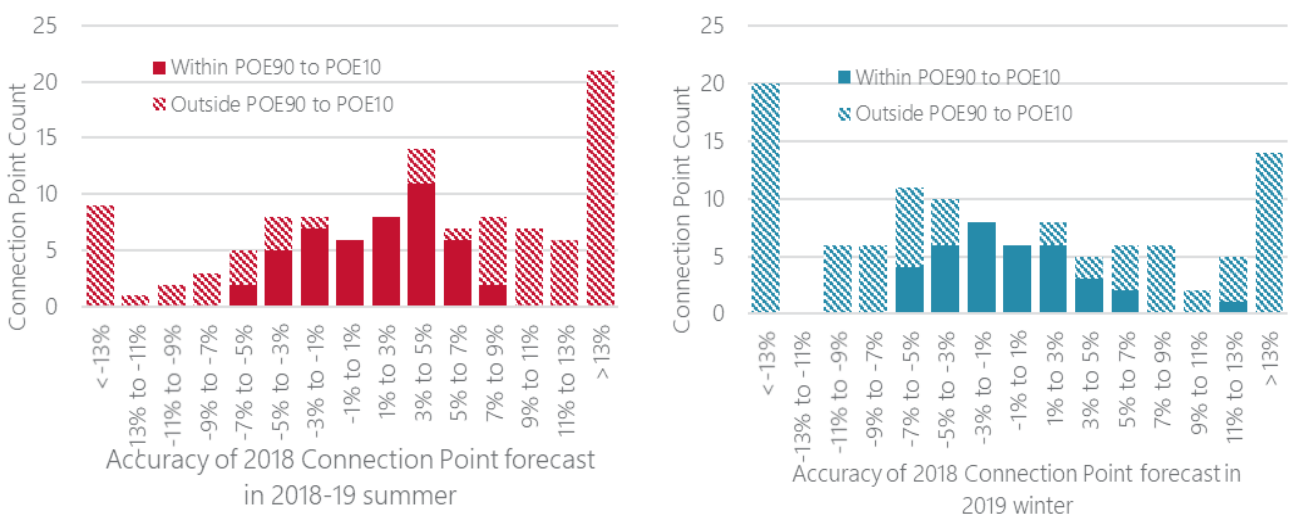 25
20
15
10
5
0
Connection Point Count
Within POE90 to POE10
Outside POE90 to POE10
< -13%
-13% to -11%
-11% to -9%
-9% to -7%
-7% to -5%
-5% to -3%
-3% to -1%
-1% to 1%
1% to 3%
3% to 5%
5% to 7%
7% to 9%
9% to 11%
11% to 13%
> 13%
Accuracy of 2018 Connection Point forecast
in 2018-19 summer
25
20
15
10
5
0
Connection Point Count
Within POE90 to POE10
Outside POE90 to POE10
< -13%
-13% to -11%
-11% to -9%
-9% to -7%
-7% to -5%
-5% to -3%
-3% to -1%
-1% to 1%
1% to 3%
3% to 5%
5% to 7%
7% to 9%
9% to 11%
11% to 13%
> 13%
Accuracy of 2018 Connection Point forecast in
2019 winter